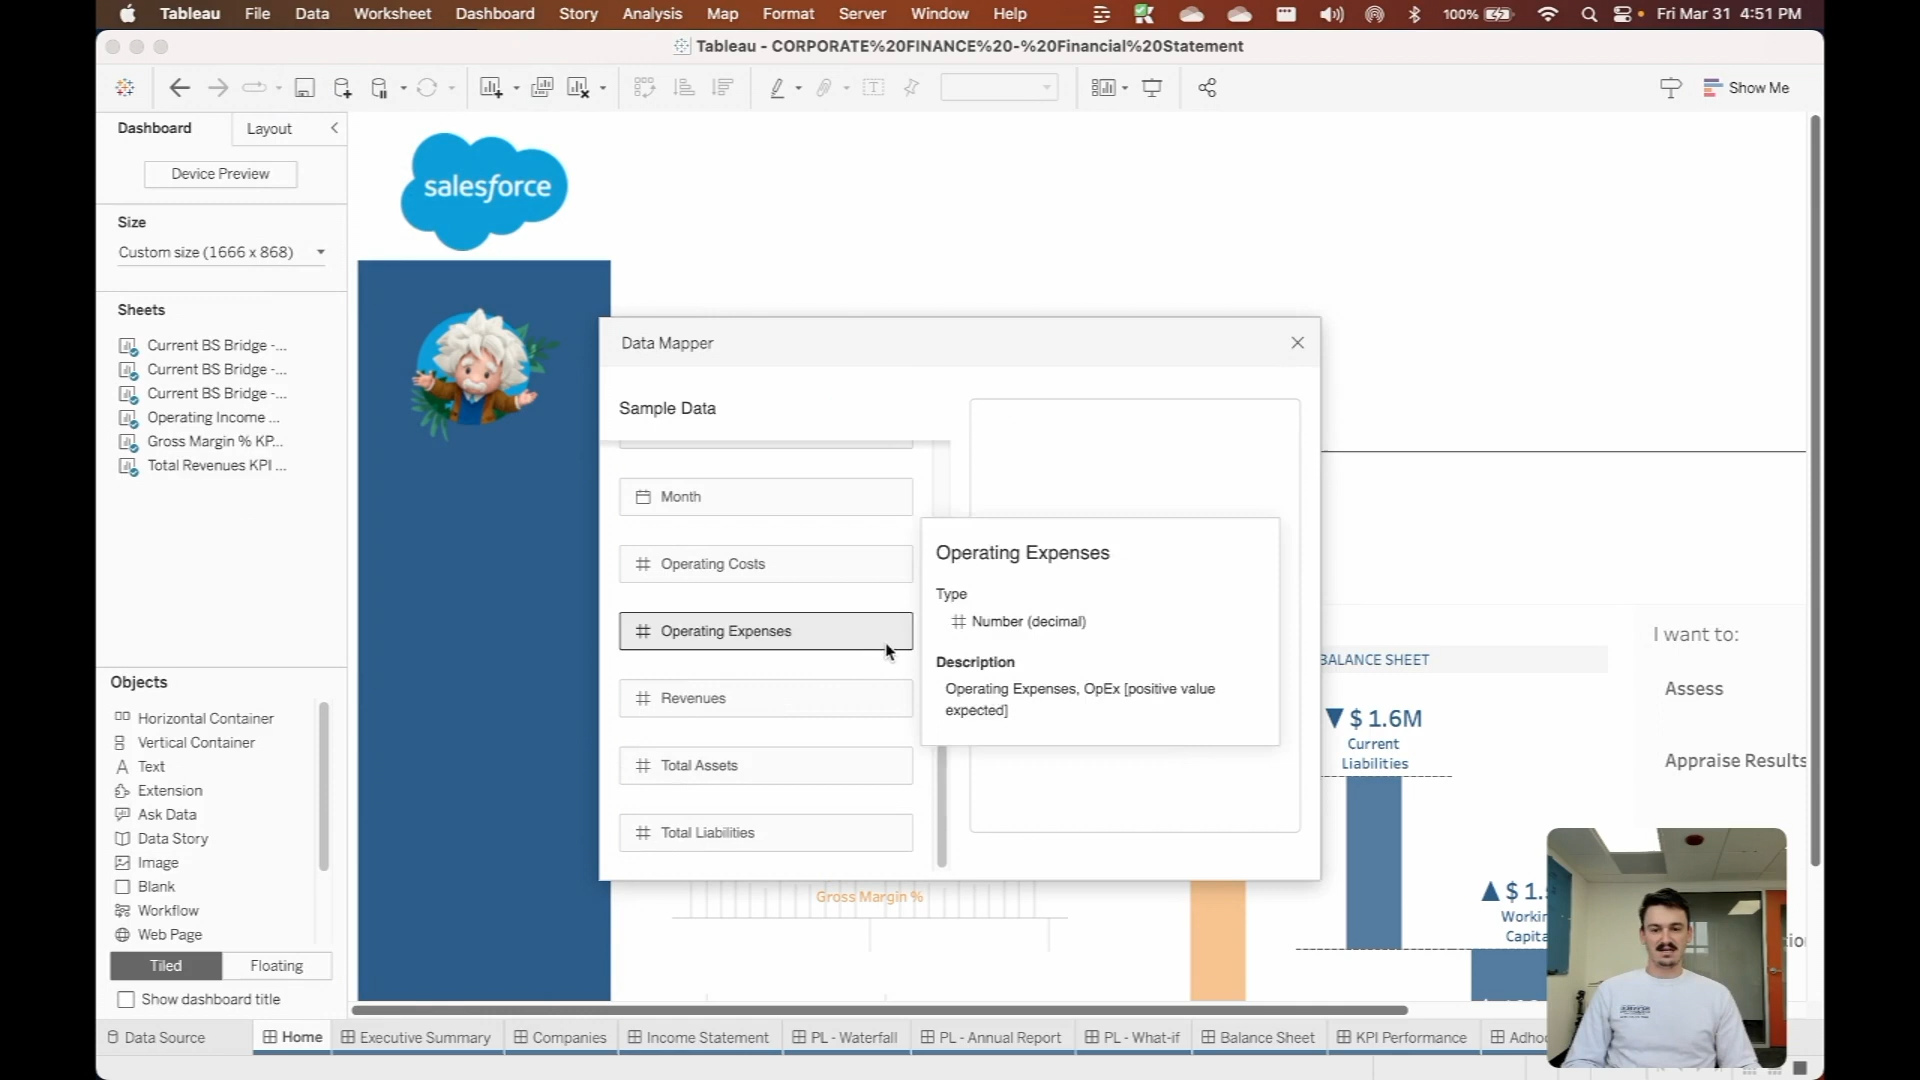 Tableau File Data Worksheet Dashboard Story Analysis Map Format Server Window Help 100% Fri Mar 31 4:51 PM
Tableau - CORPORATE%20FINANCE%20-%20Financial%20Statement
Show Me
Dashboard Layout
Device Preview
Size
Custom size (1666 x 868)
Sheets
Current BS Bridge -...
Current BS Bridge -...
Current BS Bridge -...
Operating Income ...
Gross Margin % KP...
Total Revenues KPI ...
Objects
Horizontal Container
Vertical Container
Text
Extension
Ask Data
Data Story
Image
Blank
Workflow
Web Page
Tiled Floating
Show dashboard title
salesforce
Data Mapper
Sample Data
Month
Operating Costs
Operating Expenses
Revenues
Total Assets
Total Liabilities
Operating Expenses
Type
Number (decimal)
Description
Operating Expenses, OpEx [positive value
expected]
BALANCE SHEET
▼ $ 1.6M
Current
Liabilities
I want to:
Assess
Appraise Results
▲ $ 1.
Workin
Capita
Gross Margin %
Data Source Home Executive Summary Companies Income Statement PL - Waterfall PL - Annual Report PL - What-if Balance Sheet KPI Performance Adhoc